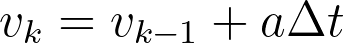 v_k = v_{k-1} + aΔt